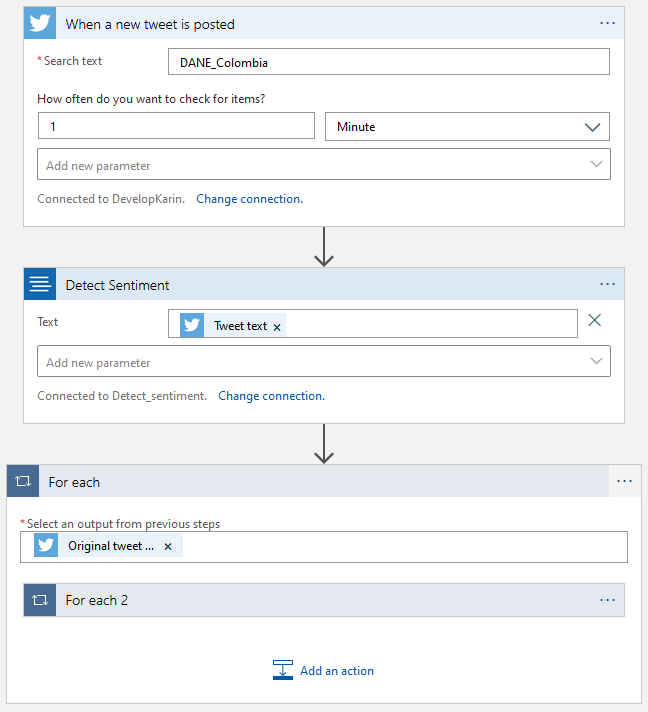 When a new tweet is posted
* Search text
DANE_Colombia
How often do you want to check for items?
1
Minute
Add new parameter
Connected to DevelopKarin. Change connection.
Detect Sentiment
Text
Tweet text ×
Add new parameter
Connected to Detect_sentiment. Change connection.
For each
* Select an output from previous steps
Original tweet ... ×
For each 2
Add an action